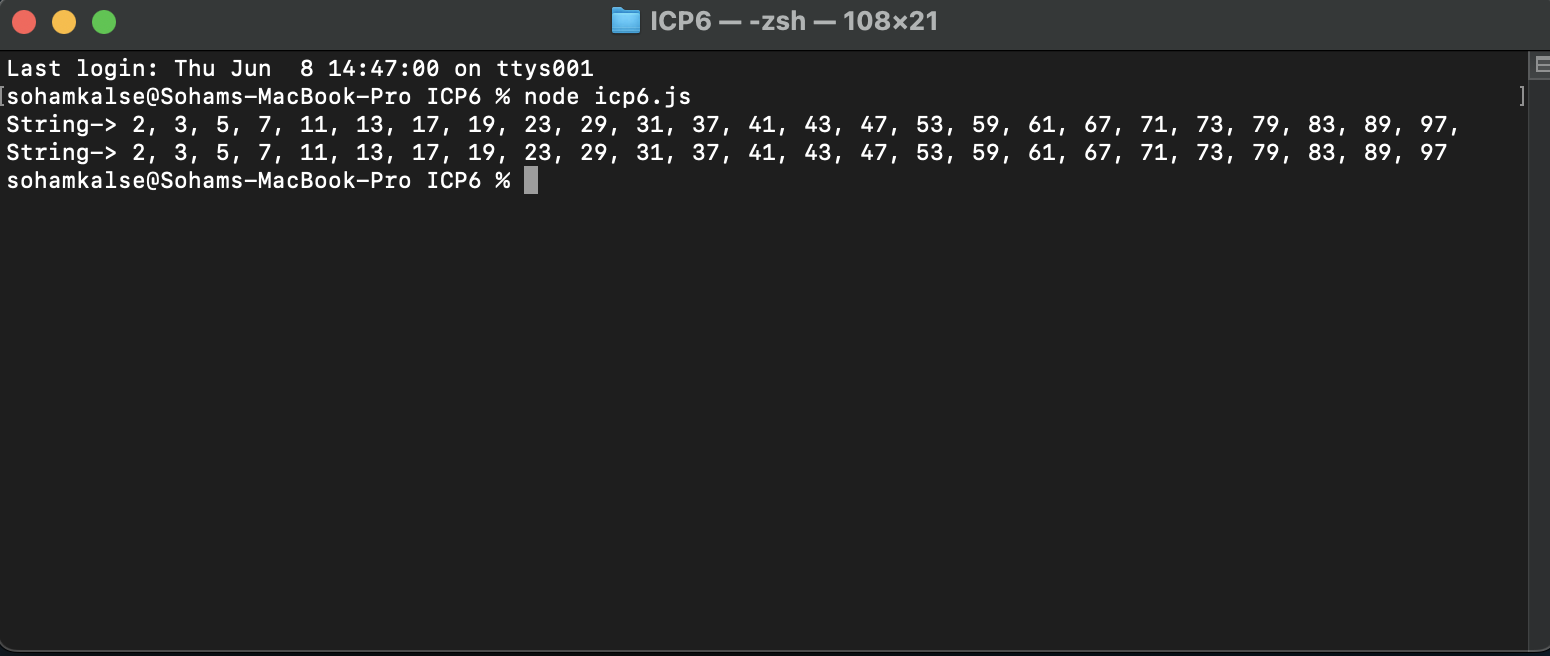 ICP6 — -zsh — 108×21
Last login: Thu Jun  8 14:47:00 on ttys001
[sohamkalse@Sohams-MacBook-Pro ICP6 % node icp6.js ]
String-> 2, 3, 5, 7, 11, 13, 17, 19, 23, 29, 31, 37, 41, 43, 47, 53, 59, 61, 67, 71, 73, 79, 83, 89, 97,
String-> 2, 3, 5, 7, 11, 13, 17, 19, 23, 29, 31, 37, 41, 43, 47, 53, 59, 61, 67, 71, 73, 79, 83, 89, 97
sohamkalse@Sohams-MacBook-Pro ICP6 %